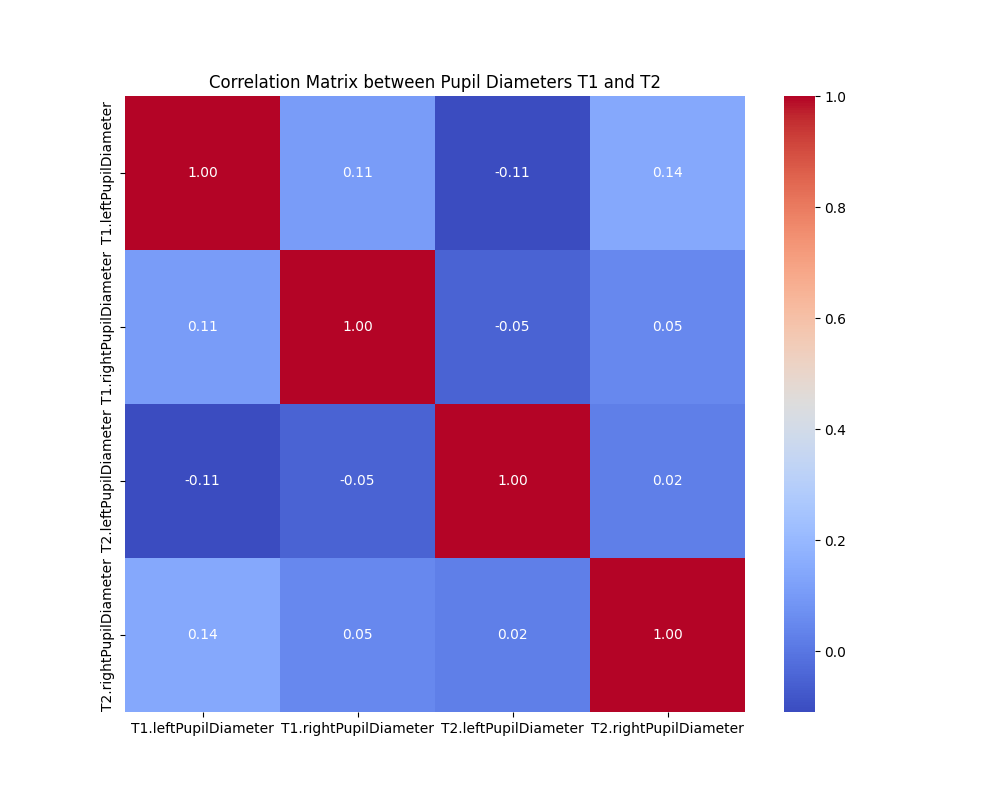 Correlation Matrix between Pupil Diameters T1 and T2
T1.leftPupilDiameter
1.00
0.11
-0.11
0.14
T1.rightPupilDiameter
0.11
1.00
-0.05
0.05
T2.leftPupilDiameter
-0.11
-0.05
1.00
0.02
T2.rightPupilDiameter
0.14
0.05
0.02
1.00
T1.leftPupilDiameter
T1.rightPupilDiameter
T2.leftPupilDiameter
T2.rightPupilDiameter
1.0
0.8
0.6
0.4
0.2
0.0